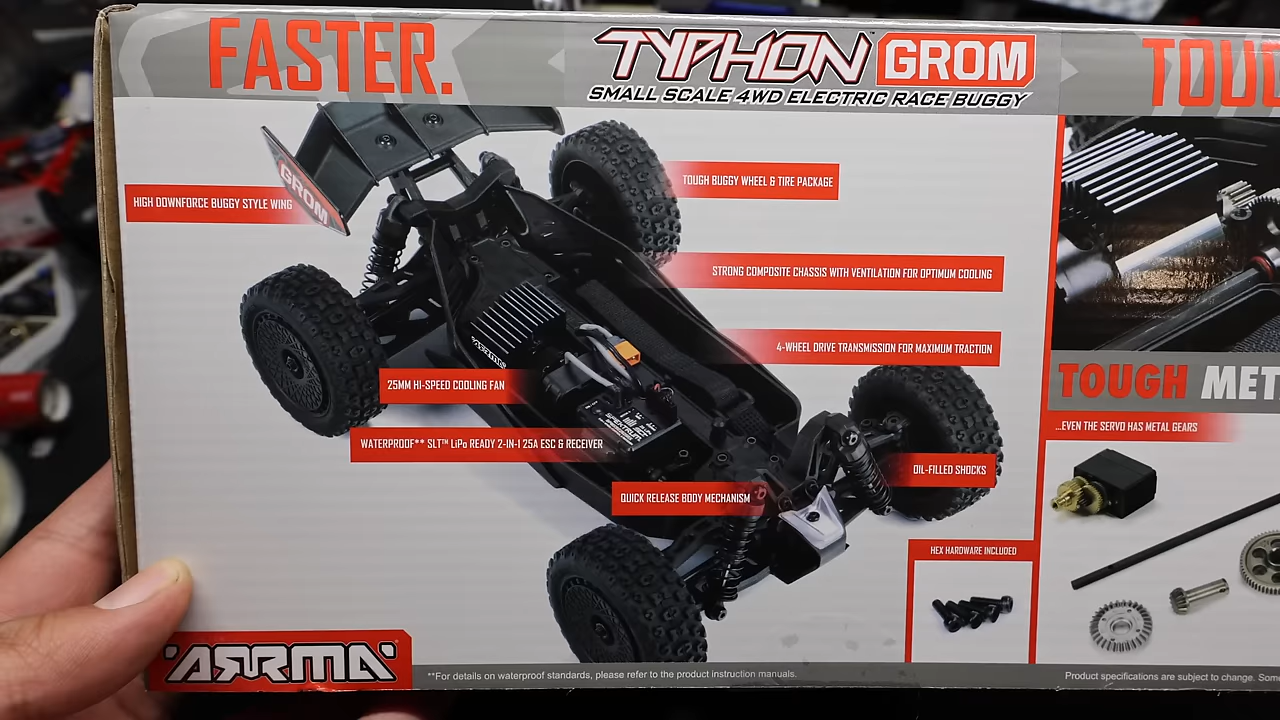 FASTER.
TYPHON GROM
SMALL SCALE 4WD ELECTRIC RACE BUGGY
HIGH DOWNFORCE BUGGY STYLE WING
GROM
TOUGH BUGGY WHEEL & TIRE PACKAGE
STRONG COMPOSITE CHASSIS WITH VENTILATION FOR OPTIMUM COOLING
4-WHEEL DRIVE TRANSMISSION FOR MAXIMUM TRACTION
ARRMA
25MM HI-SPEED COOLING FAN
WATERPROOF** SLT™ LiPo READY 2-IN-1 25A ESC & RECEIVER
SPEKTRUM
QUICK RELEASE BODY MECHANISM
OIL-FILLED SHOCKS
HEX HARDWARE INCLUDED
TOUGH MET
...EVEN THE SERVO HAS METAL GEARS
ARRMA
**For details on waterproof standards, please refer to the product instruction manuals.
Product specifications are subject to change. Som